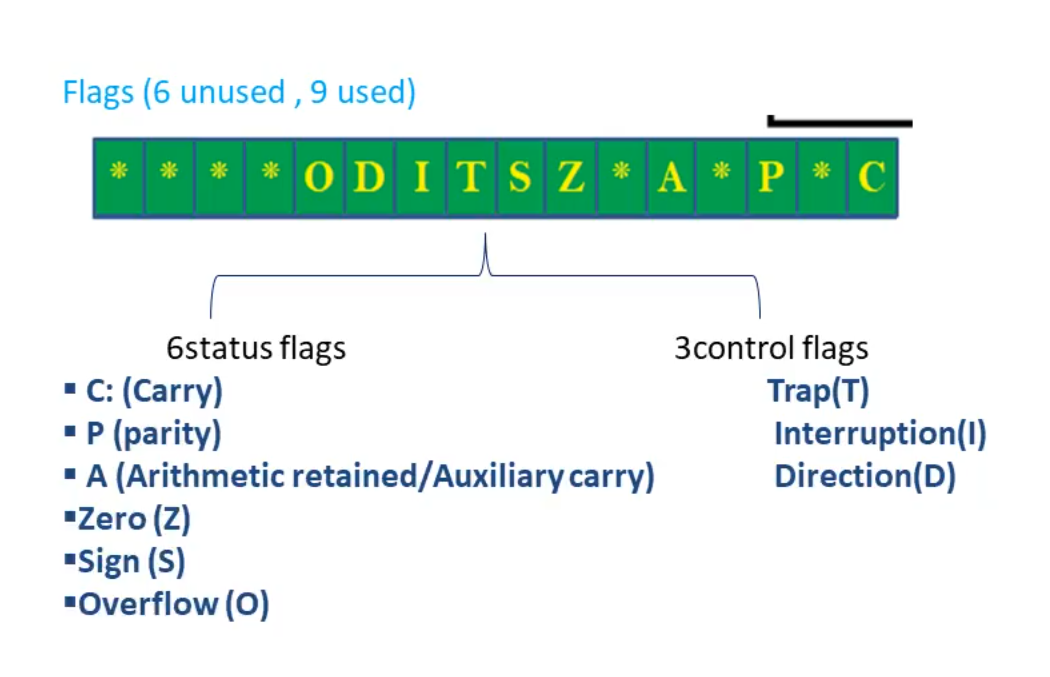 Flags (6 unused , 9 used)
* * * * O D I T S Z * A * P * C
6status flags
▪ C: (Carry)
▪ P (parity)
▪ A (Arithmetic retained/Auxiliary carry)
▪Zero (Z)
▪Sign (S)
▪Overflow (O)
3control flags
Trap(T)
Interruption(I)
Direction(D)